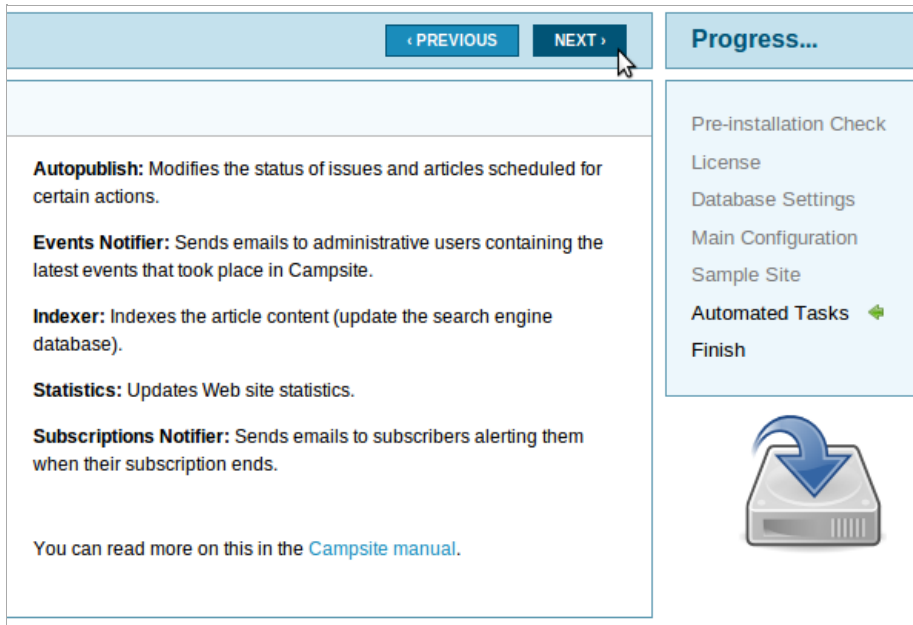 ‹ PREVIOUS
NEXT ›
Progress...
Autopublish: Modifies the status of issues and articles scheduled for
certain actions.
Events Notifier: Sends emails to administrative users containing the
latest events that took place in Campsite.
Indexer: Indexes the article content (update the search engine
database).
Statistics: Updates Web site statistics.
Subscriptions Notifier: Sends emails to subscribers alerting them
when their subscription ends.
You can read more on this in the Campsite manual.
Pre-installation Check
License
Database Settings
Main Configuration
Sample Site
Automated Tasks
Finish